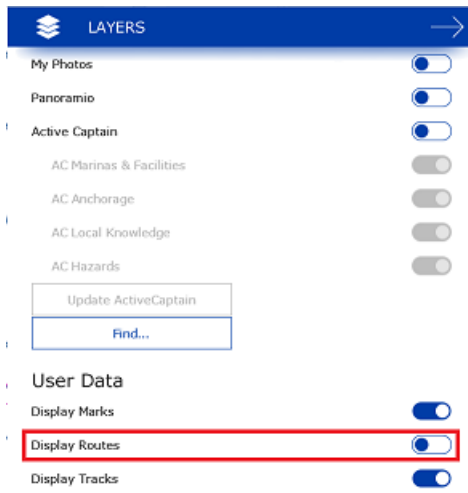 LAYERS
My Photos
Panoramio
Active Captain
AC Marinas & Facilities
AC Anchorage
AC Local Knowledge
AC Hazards
Update ActiveCaptain
Find...
User Data
Display Marks
Display Routes
Display Tracks